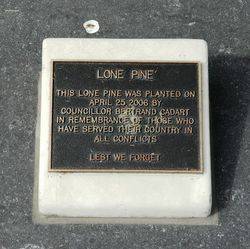 LONE PINE
THIS LONE PINE WAS PLANTED ON
APRIL 25 2006 BY
COUNCILLOR BERTRAND CADART
IN REMEMBRANCE OF THOSE WHO
HAVE SERVED THEIR COUNTRY IN
ALL CONFLICTS
LEST WE FORGET